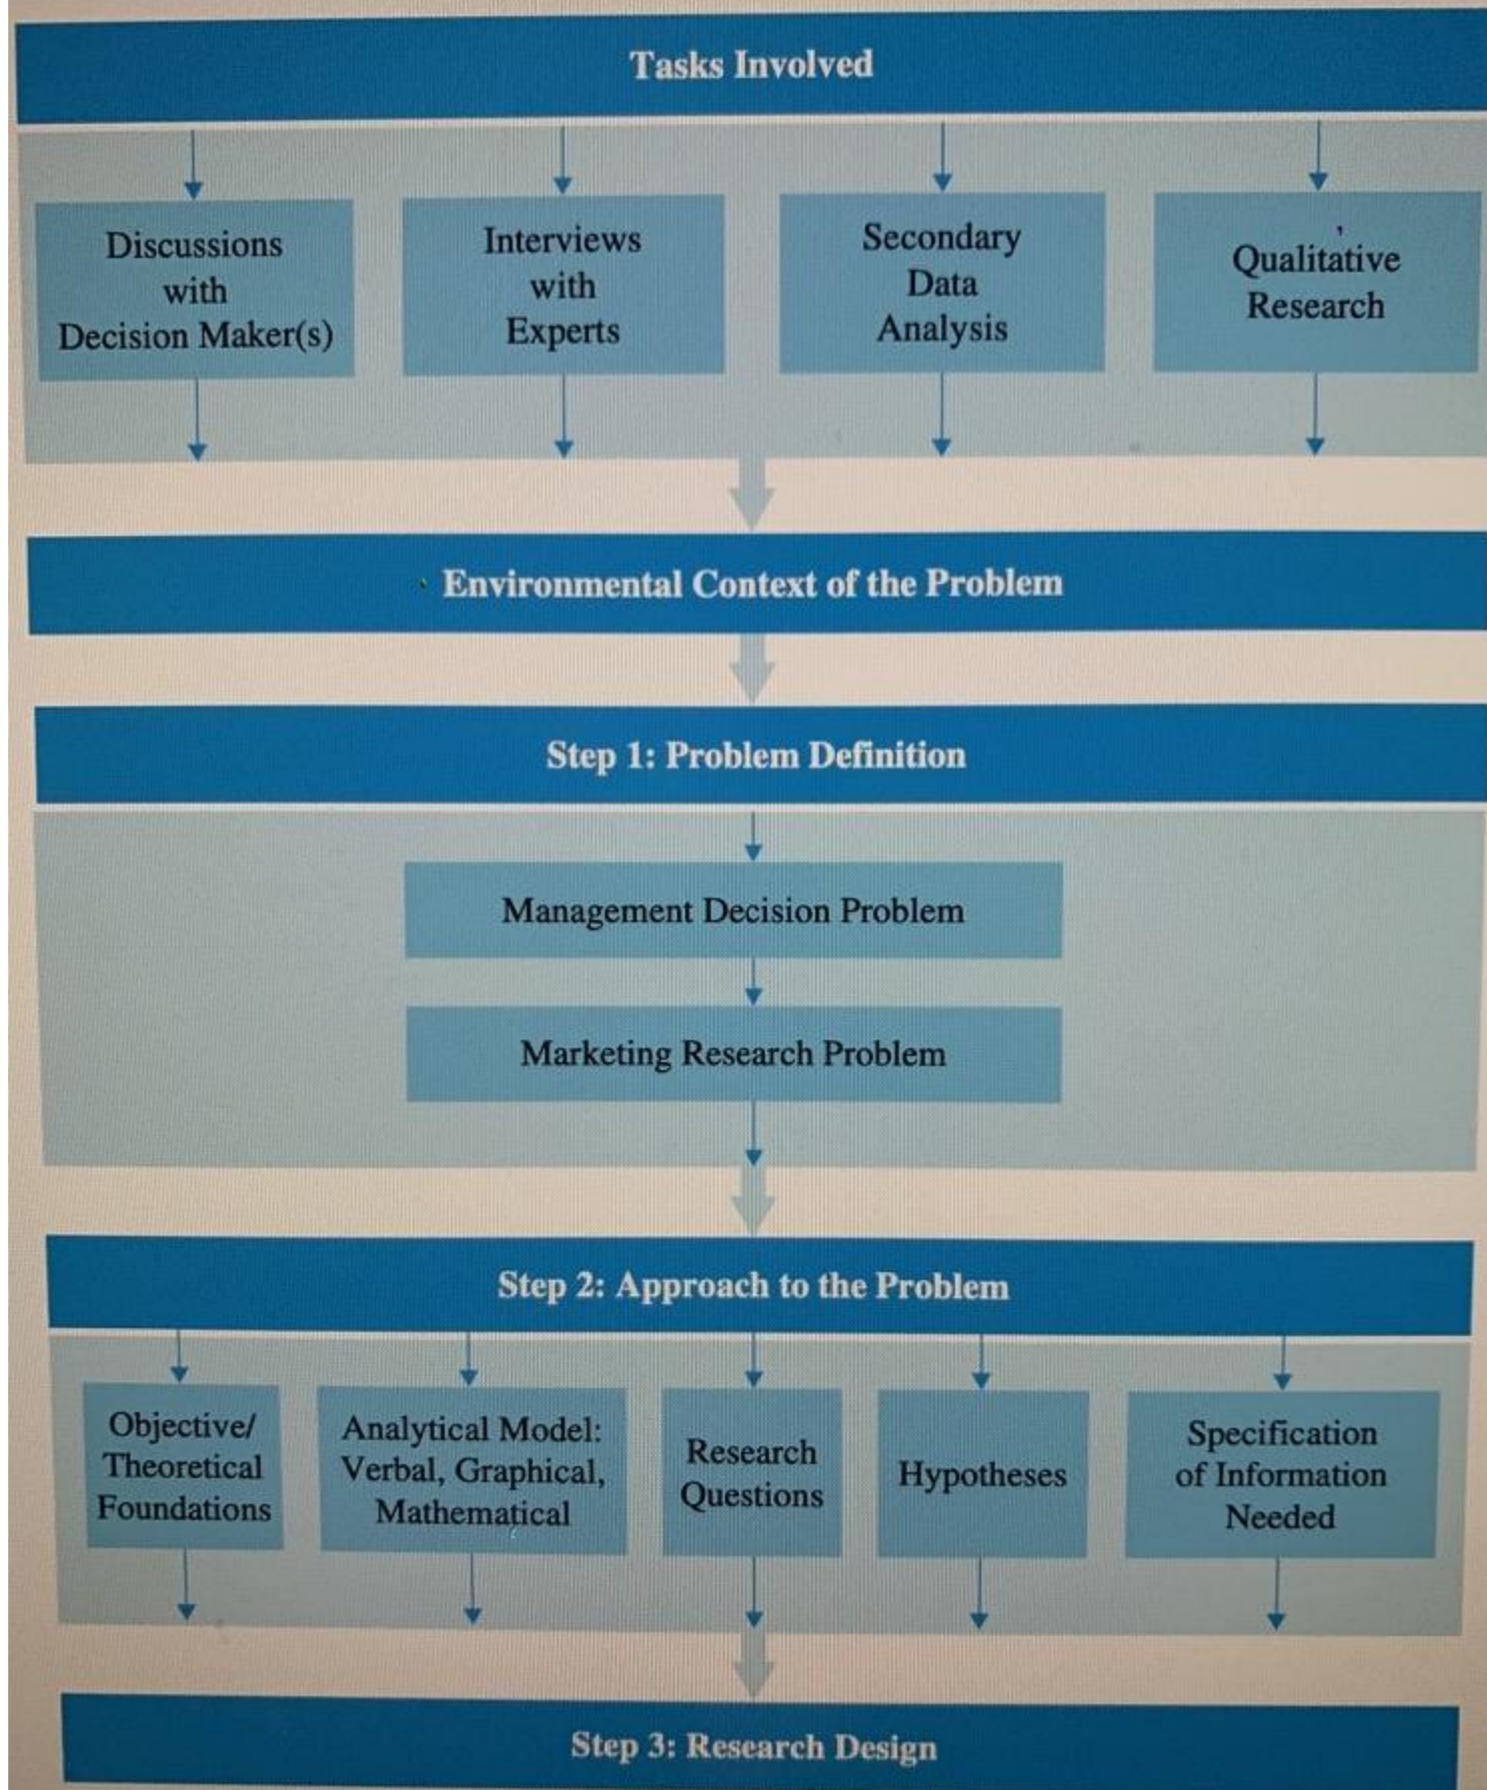 Tasks Involved
Discussions
with
Decision Maker(s)
Interviews
with
Experts
Secondary
Data
Analysis
Qualitative
Research
Environmental Context of the Problem
Step 1: Problem Definition
Management Decision Problem
Marketing Research Problem
Step 2: Approach to the Problem
Objective/
Theoretical
Foundations
Analytical Model:
Verbal, Graphical,
Mathematical
Research
Questions
Hypotheses
Specification
of Information
Needed
Step 3: Research Design